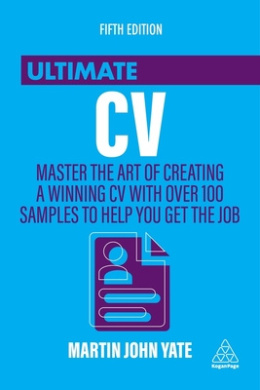 FIFTH EDITION
ULTIMATE
CV
MASTER THE ART OF CREATING
A WINNING CV WITH OVER 100
SAMPLES TO HELP YOU GET THE JOB
MARTIN JOHN YATE
KoganPage